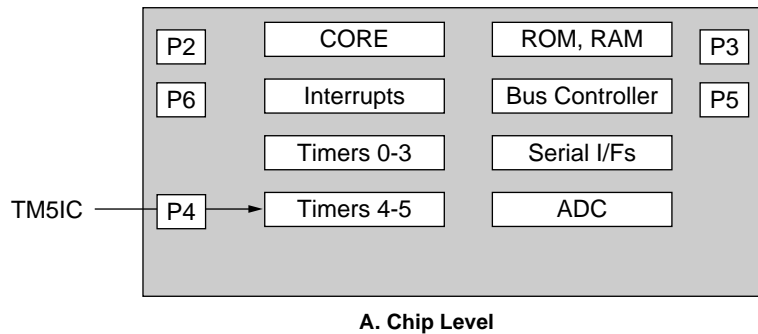 P2 CORE ROM, RAM P3
P6 Interrupts Bus Controller P5
Timers 0-3 Serial I/Fs
TM5IC P4 Timers 4-5 ADC
A. Chip Level